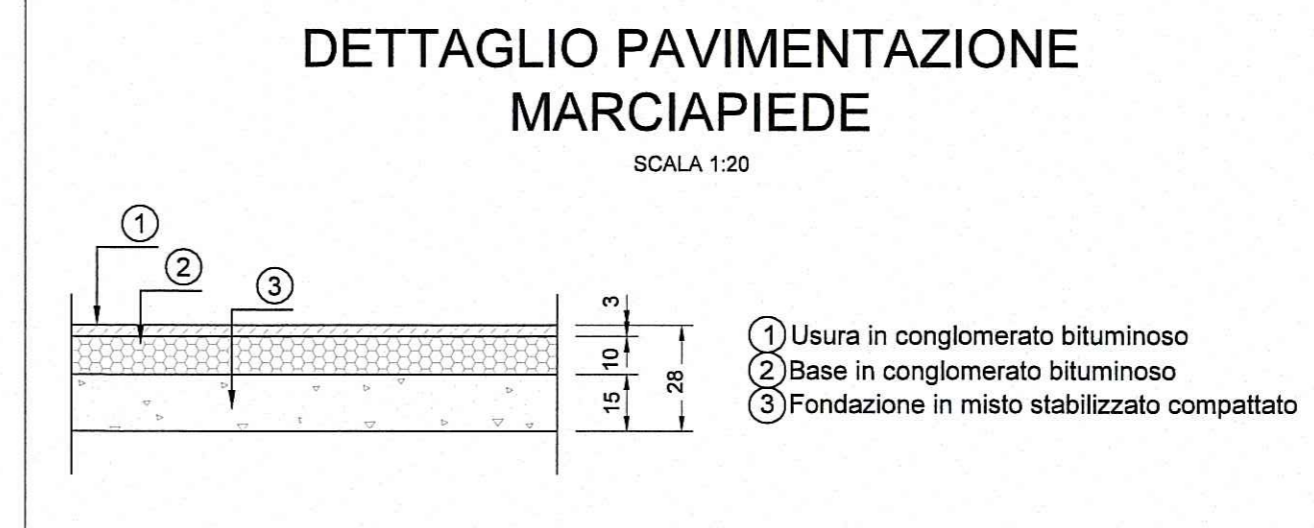 DETTAGLIO PAVIMENTAZIONE
MARCIAPIEDE
SCALA 1:20
1
2
3
3
10
15
28
1 Usura in conglomerato bituminoso
2 Base in conglomerato bituminoso
3 Fondazione in misto stabilizzato compattato